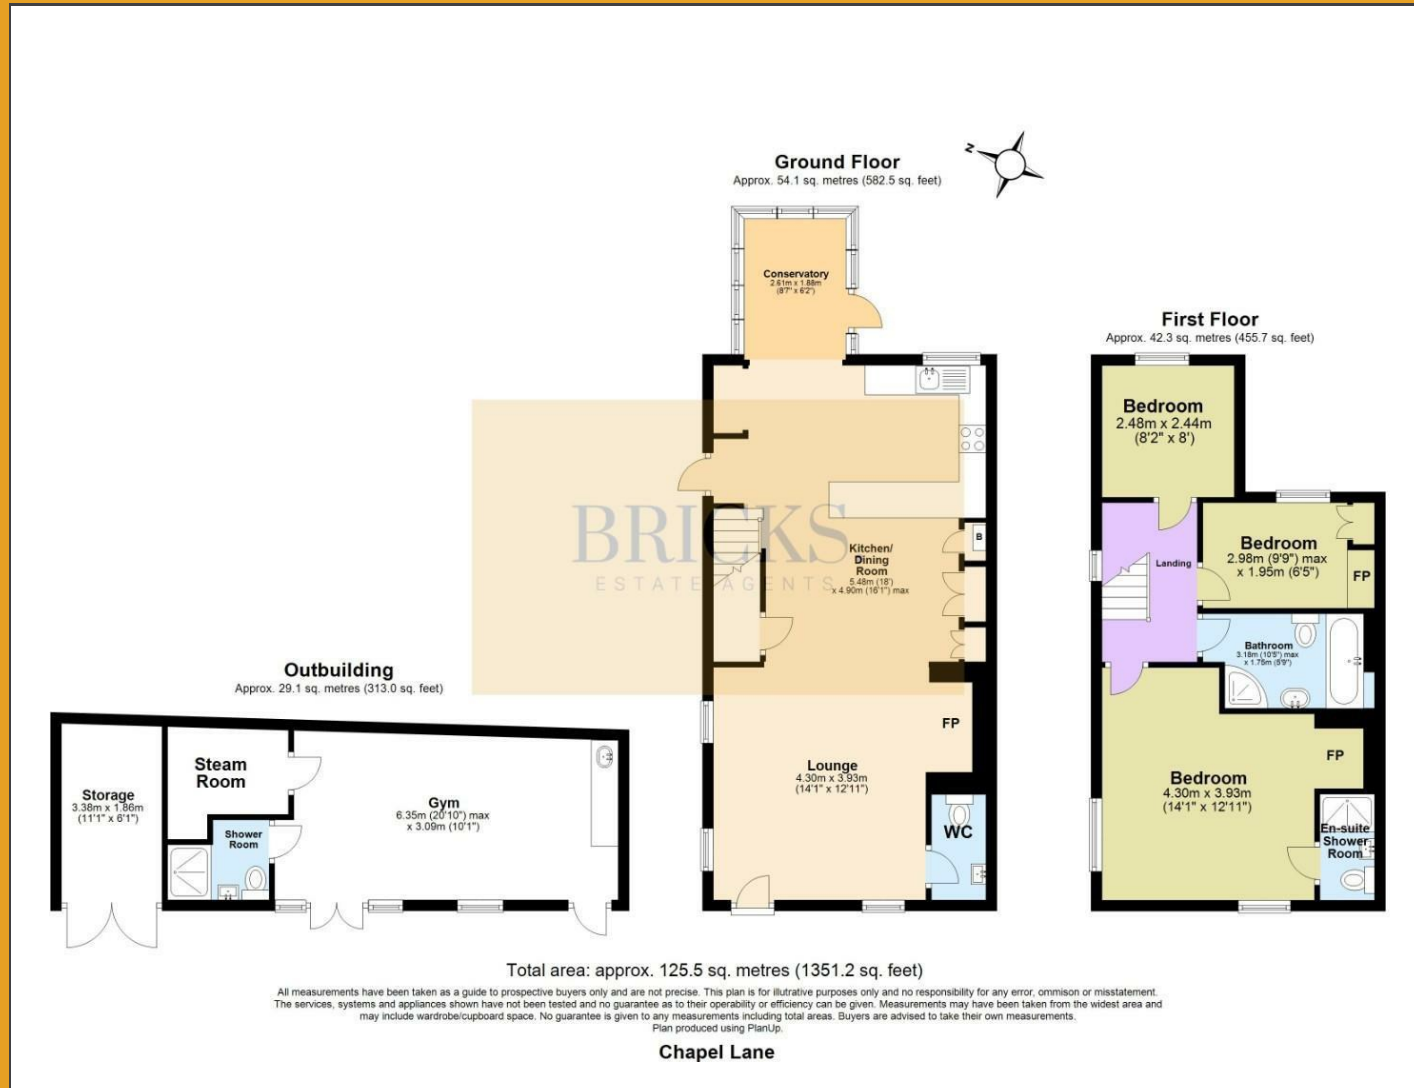 Ground Floor
Approx. 54.1 sq. metres (582.5 sq. feet)
N
Conservatory
2.61m x 1.88m
(8'7" x 6'2")
B
Kitchen/
Dining
Room
5.48m (18')
x 4.90m (16'1") max
BRICKS
ESTATE AGENTS
FP
Lounge
4.30m x 3.93m
(14'1" x 12'11")
WC
First Floor
Approx. 42.3 sq. metres (455.7 sq. feet)
Bedroom
2.48m x 2.44m
(8'2" x 8')
Landing
Bedroom
2.98m (9'9") max
x 1.95m (6'5")
FP
Bathroom
3.18m (10'5") max
x 1.75m (5'9")
FP
Bedroom
4.30m x 3.93m
(14'1" x 12'11")
En-suite
Shower
Room
Outbuilding
Approx. 29.1 sq. metres (313.0 sq. feet)
Steam
Room
Storage
3.38m x 1.86m
(11'1" x 6'1")
Gym
6.35m (20'10") max
x 3.09m (10'1")
Shower
Room
Total area: approx. 125.5 sq. metres (1351.2 sq. feet)
All measurements have been taken as a guide to prospective buyers only and are not precise. This plan is for illutrative purposes only and no responsibility for any error, ommison or misstatement.
The services, systems and appliances shown have not been tested and no guarantee as to their operability or efficiency can be given. Measurements may have been taken from the widest area and
may include wardrobe/cupboard space. No guarantee is given to any measurements including total areas. Buyers are advised to take their own measurements.
Plan produced using PlanUp.
Chapel Lane